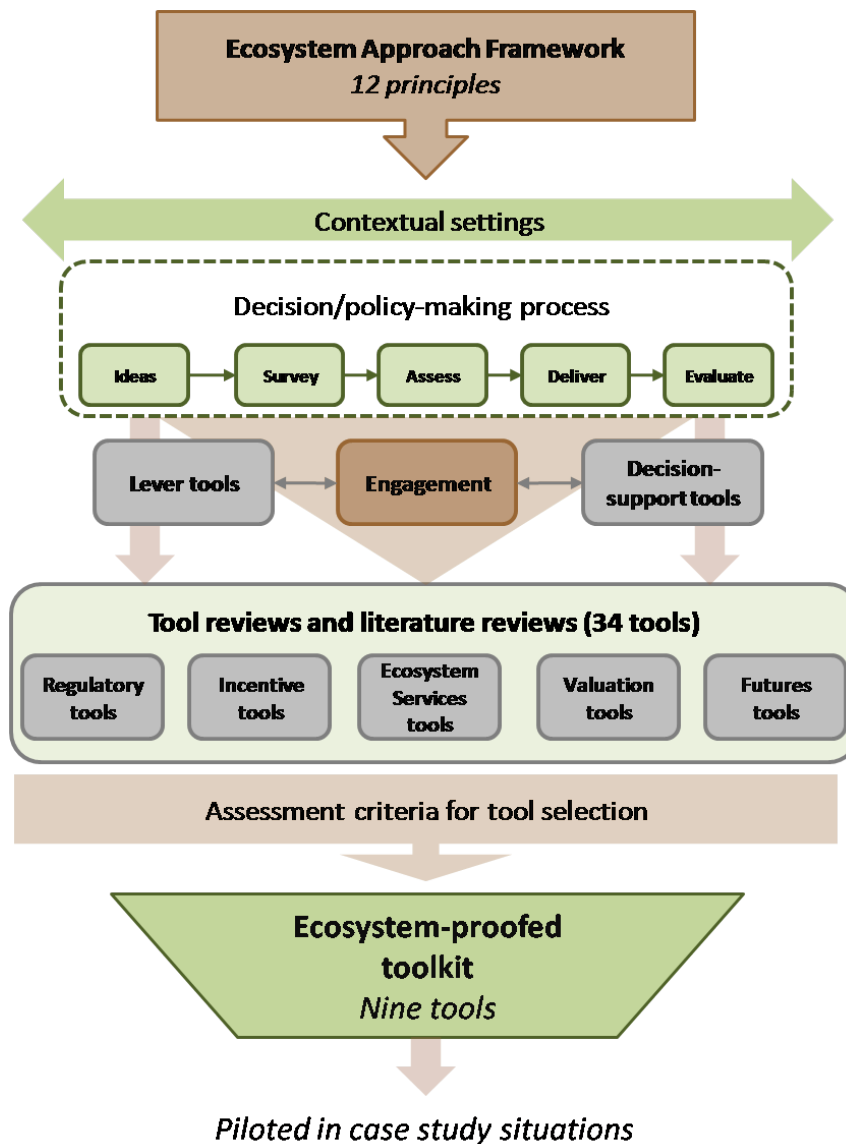 Ecosystem Approach Framework
12 principles
Contextual settings
Decision/policy-making process
Ideas
Survey
Assess
Deliver
Evaluate
Lever tools
Engagement
Decision-
support tools
Tool reviews and literature reviews (34 tools)
Regulatory
tools
Incentive
tools
Ecosystem
Services
tools
Valuation
tools
Futures
tools
Assessment criteria for tool selection
Ecosystem-proofed
toolkit
Nine tools
Piloted in case study situations